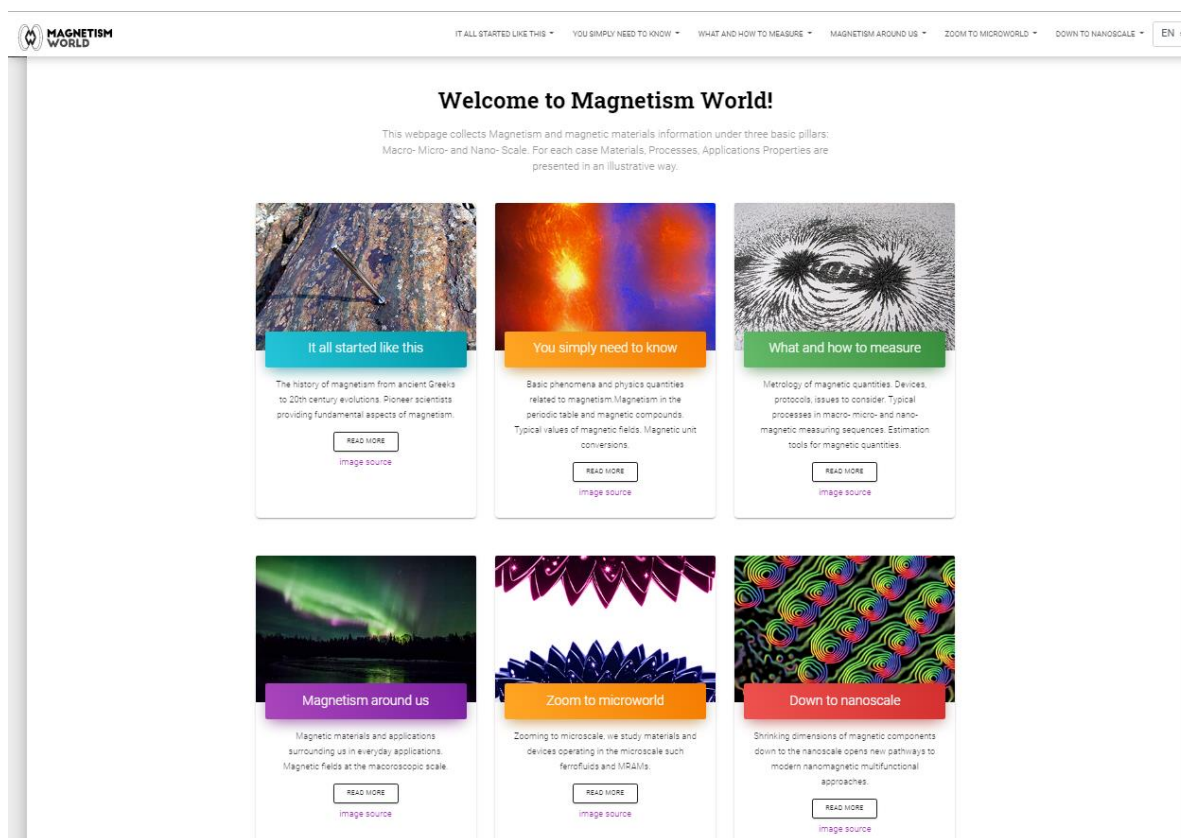 MAGNETISM
WORLD
IT ALL STARTED LIKE THIS
YOU SIMPLY NEED TO KNOW
WHAT AND HOW TO MEASURE
MAGNETISM AROUND US
ZOOM TO MICROWORLD
DOWN TO NANOSCALE
EN
Welcome to Magnetism World!
This webpage collects Magnetism and magnetic materials information under three basic pillars:
Macro- Micro- and Nano- Scale. For each case Materials, Processes, Applications Properties are
presented in an illustrative way.
It all started like this
The history of magnetism from ancient Greeks
to 20th century evolutions. Pioneer scientists
providing fundamental aspects of magnetism.
READ MORE
image source
You simply need to know
Basic phenomena and physics quantities
related to magnetism.Magnetism in the
periodic table and magnetic compounds.
Typical values of magnetic fields. Magnetic unit
conversions.
READ MORE
image source
What and how to measure
Metrology of magnetic quantities. Devices,
protocols, issues to consider. Typical
processes in macro- micro- and nano-
magnetic measuring sequences. Estimation
tools for magnetic quantities.
READ MORE
image source
Magnetism around us
Magnetic materials and applications
surrounding us in everyday applications.
Magnetic fields at the macoroscopic scale.
READ MORE
image source
Zoom to microworld
Zooming to microscale, we study materials and
devices operating in the microscale such
ferrofluids and MRAMs.
READ MORE
image source
Down to nanoscale
Shrinking dimensions of magnetic components
down to the nanoscale opens new pathways to
modern nanomagnetic multifunctional
approaches.
READ MORE
image source